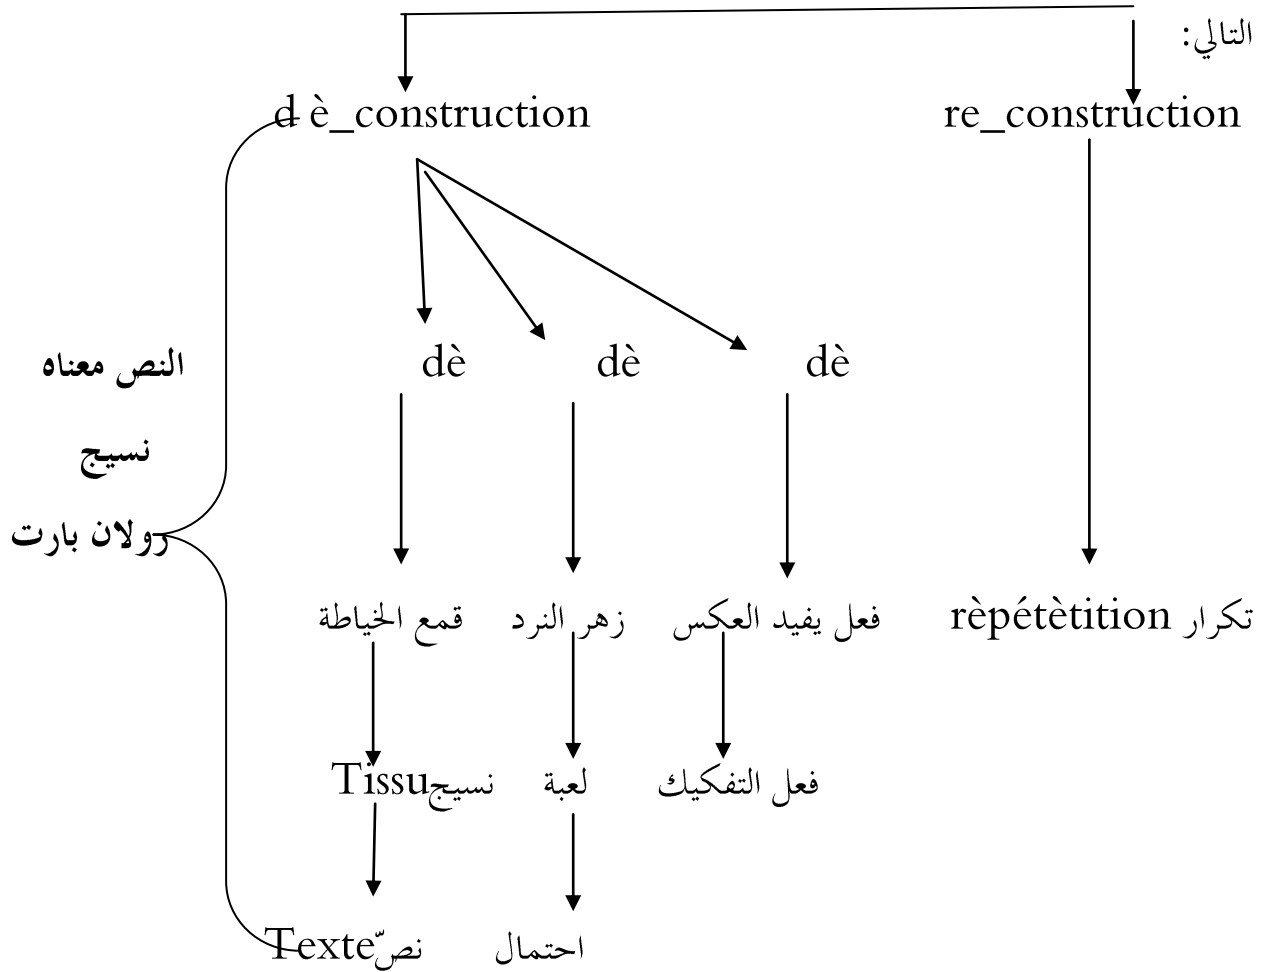 التالي:
d è_construction
re_construction
dè
dè
dè
النص معناه
نسيج
رولان بارت
قمع الخياطة
زهر النرد
فعل يفيد العكس
تكرار rèpétètition
Tissuنسيج
لعبة
فعل التفكيك
Texteنصّ
احتمال